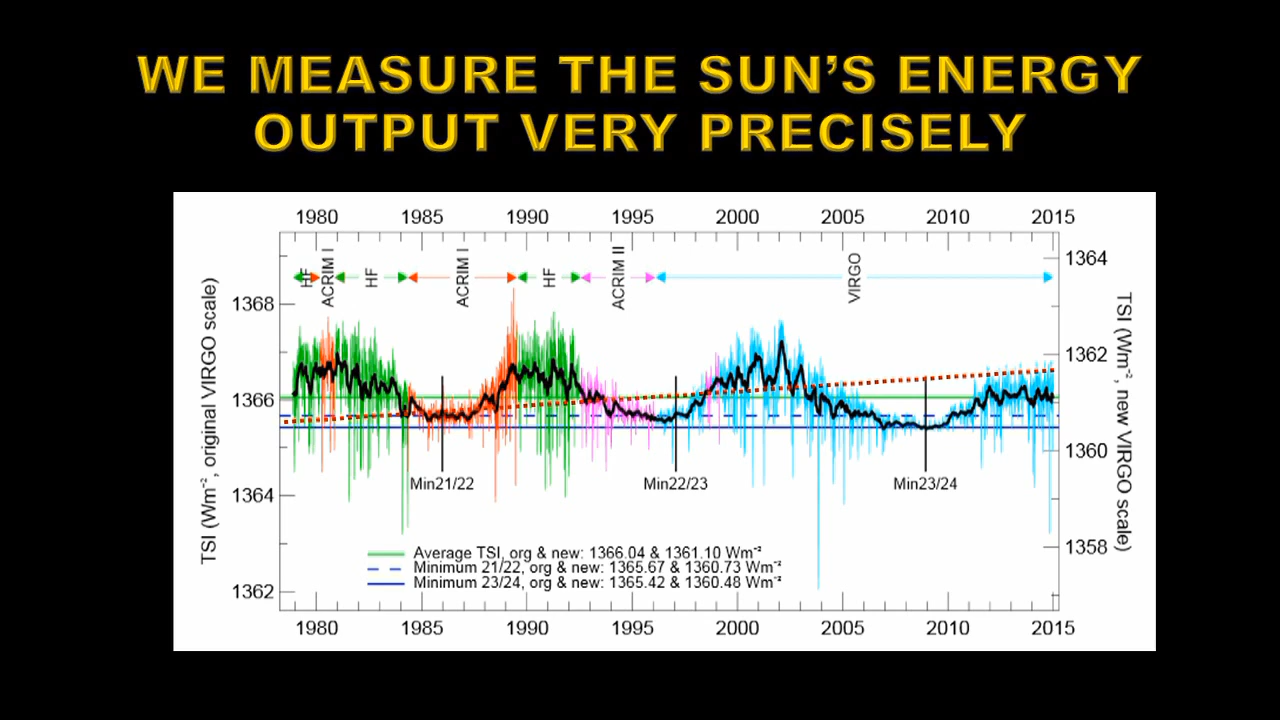 WE MEASURE THE SUN’S ENERGY
OUTPUT VERY PRECISELY
1980 1985 1990 1995 2000 2005 2010 2015
HF ACRIM I HF ACRIM I HF ACRIM II VIRGO
TSI (Wm⁻², original VIRGO scale)
1368
1366
1364
1362
1364
1362
1360
1358
TSI (Wm⁻², new VIRGO scale)
Min21/22 Min22/23 Min23/24
Average TSI, org & new: 1366.04 & 1361.10 Wm⁻²
Minimum 21/22, org & new: 1365.67 & 1360.73 Wm⁻²
Minimum 23/24, org & new: 1365.42 & 1360.48 Wm⁻²
1980 1985 1990 1995 2000 2005 2010 2015